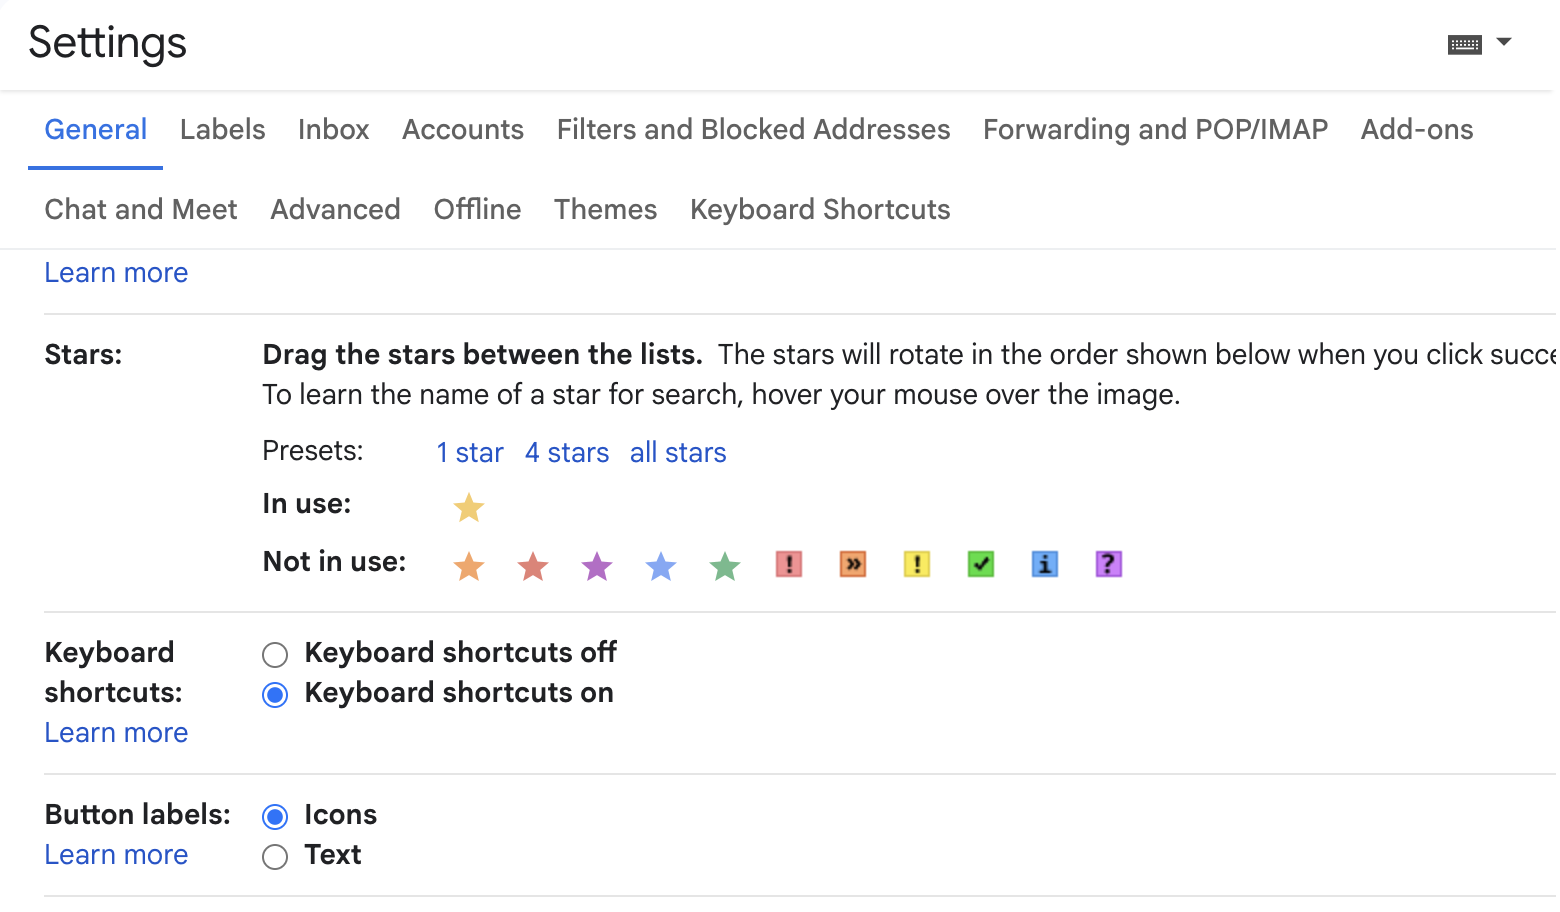 Settings
General Labels Inbox Accounts Filters and Blocked Addresses Forwarding and POP/IMAP Add-ons
Chat and Meet Advanced Offline Themes Keyboard Shortcuts
Learn more
Stars: Drag the stars between the lists. The stars will rotate in the order shown below when you click
To learn the name of a star for search, hover your mouse over the image.
Presets: 1 star 4 stars all stars
In use:
Not in use: ! » ! ✓ i ?
Keyboard shortcuts:
Learn more
Keyboard shortcuts off
Keyboard shortcuts on
Button labels:
Learn more
Icons
Text